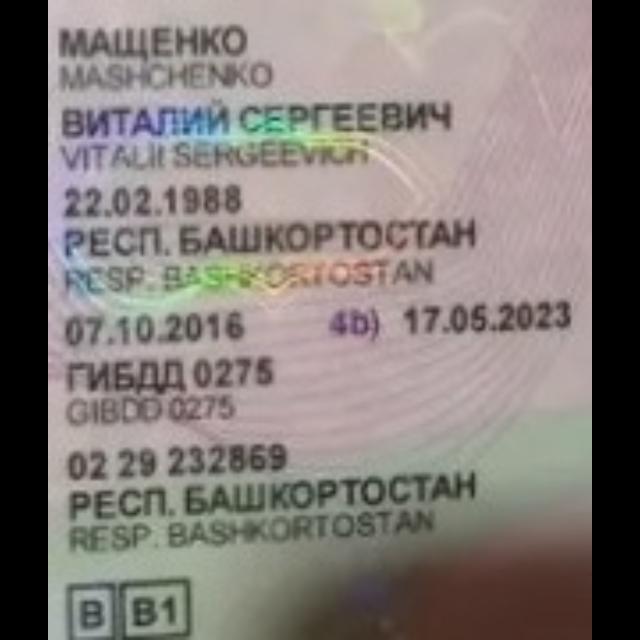 МАЩЕНКО
MASHCHENKO
ВИТАЛИЙ СЕРГЕЕВИЧ
VITALII SERGEEVICH
22.02.1988
РЕСП. БАШКОРТОСТАН
RESP. BASHKORTOSTAN
07.10.2016 4b) 17.05.2023
ГИБДД 0275
GIBDD 0275
02 29 232869
РЕСП. БАШКОРТОСТАН
RESP. BASHKORTOSTAN
B B1